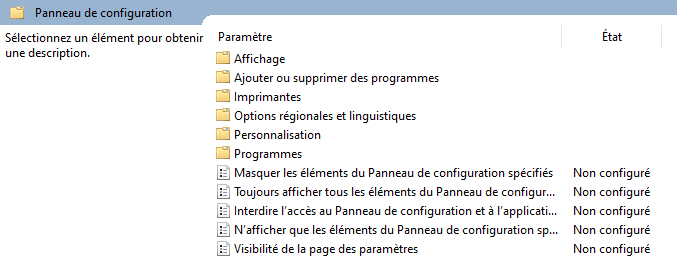 Panneau de configuration
Sélectionnez un élément pour obtenir
une description.
Paramètre État
Affichage
Ajouter ou supprimer des programmes
Imprimantes
Options régionales et linguistiques
Personnalisation
Programmes
Masquer les éléments du Panneau de configuration spécifiés Non configuré
Toujours afficher tous les éléments du Panneau de configur... Non configuré
Interdire l’accès au Panneau de configuration et à l’applicati... Non configuré
N’afficher que les éléments du Panneau de configuration sp... Non configuré
Visibilité de la page des paramètres Non configuré